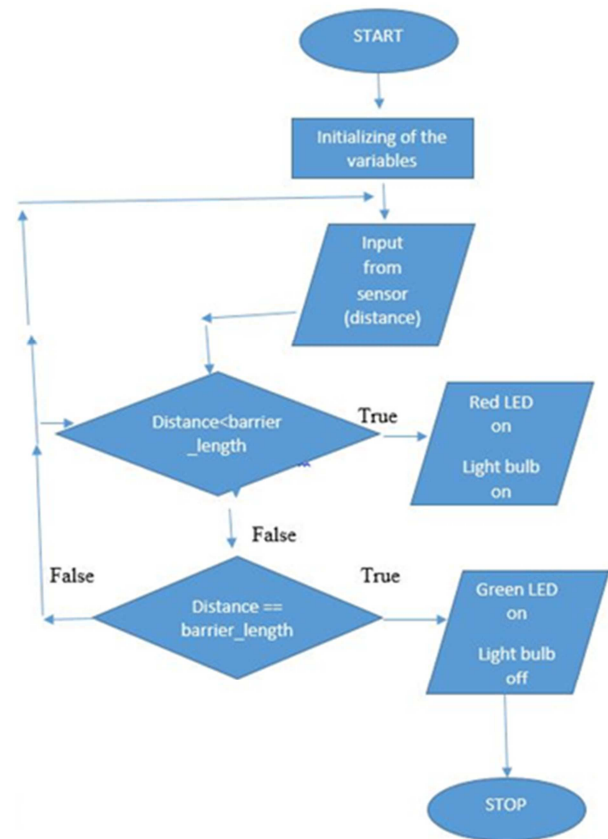 START
Initializing of the
variables
Input
from
sensor
(distance)
Distance<barrier
_length
True
Red LED
on
Light bulb
on
False
False
Distance ==
barrier_length
True
Green LED
on
Light bulb
off
STOP